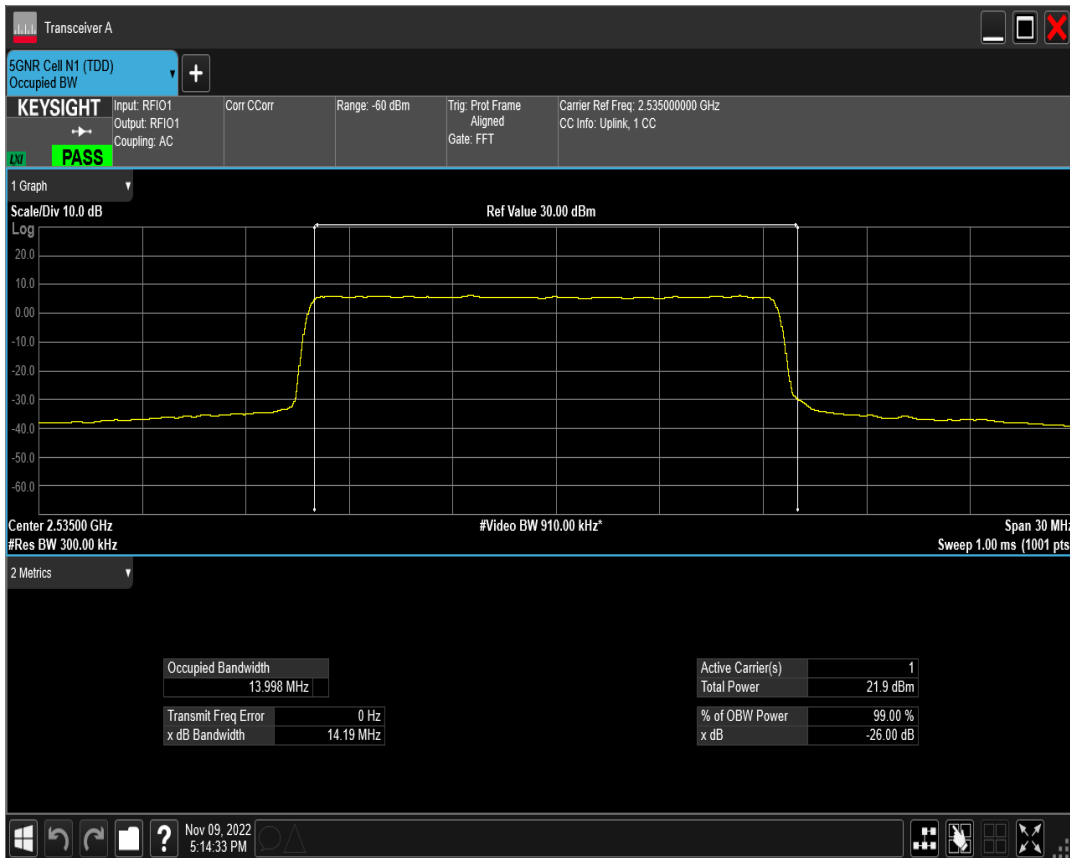 Transceiver A
5GNR Cell N1 (TDD)
Occupied BW
+
KEYSIGHT
LXI
PASS
Input: RFIO1
Output: RFIO1
Coupling: AC
Corr CCorr
Range: -60 dBm
Trig: Prot Frame
Aligned
Gate: FFT
Carrier Ref Freq: 2.535000000 GHz
CC Info: Uplink, 1 CC
1 Graph
Scale/Div 10.0 dB
Ref Value 30.00 dBm
Log
20.0
10.0
0.00
-10.0
-20.0
-30.0
-40.0
-50.0
-60.0
Center 2.53500 GHz
#Video BW 910.00 kHz*
Span 30 MHz
#Res BW 300.00 kHz
Sweep 1.00 ms (1001 pts
2 Metrics
Occupied Bandwidth
13.998 MHz
Transmit Freq Error 0 Hz
x dB Bandwidth 14.19 MHz
Active Carrier(s) 1
Total Power 21.9 dBm
% of OBW Power 99.00 %
x dB -26.00 dB
?
Nov 09, 2022
5:14:33 PM